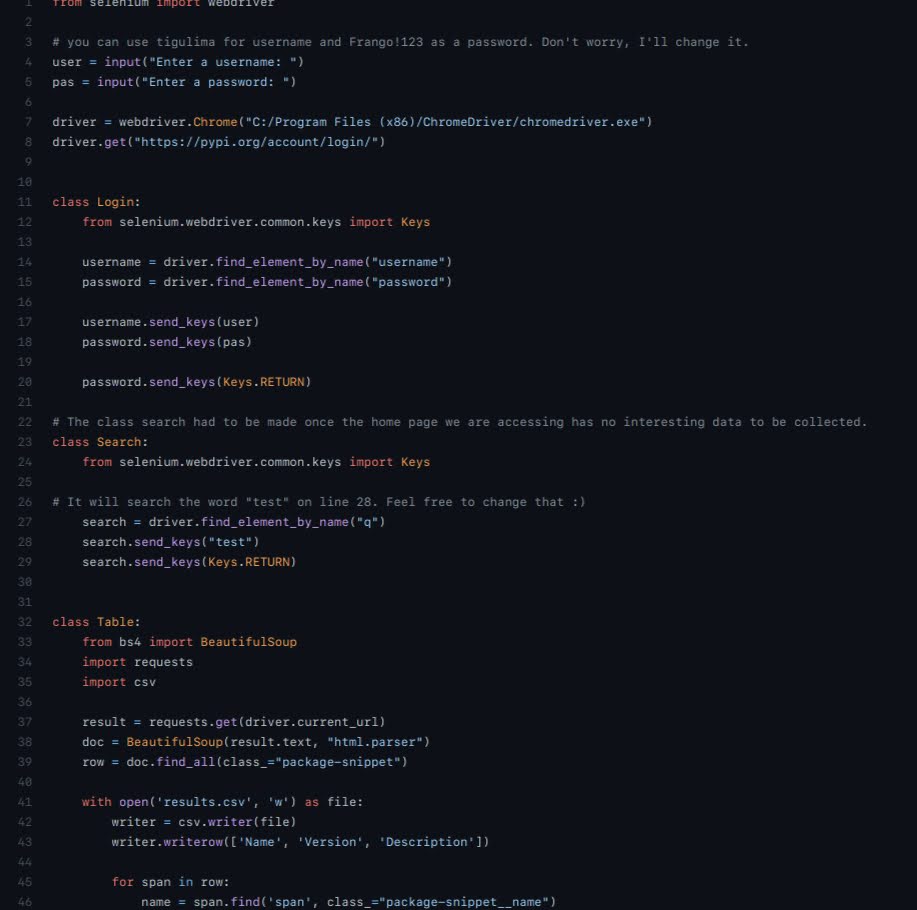 1 from selenium import webdriver
2
3 # you can use tigulima for username and Frango!123 as a password. Don't worry, I'll change it.
4 user = input("Enter a username: ")
5 pas = input("Enter a password: ")
6
7 driver = webdriver.Chrome("C:/Program Files (x86)/ChromeDriver/chromedriver.exe")
8 driver.get("https://pypi.org/account/login/")
9
10
11 class Login:
12     from selenium.webdriver.common.keys import Keys
13
14     username = driver.find_element_by_name("username")
15     password = driver.find_element_by_name("password")
16
17     username.send_keys(user)
18     password.send_keys(pas)
19
20     password.send_keys(Keys.RETURN)
21
22 # The class search had to be made once the home page we are accessing has no interesting data to be collected.
23 class Search:
24     from selenium.webdriver.common.keys import Keys
25
26 # It will search the word "test" on line 28. Feel free to change that :)
27     search = driver.find_element_by_name("q")
28     search.send_keys("test")
29     search.send_keys(Keys.RETURN)
30
31
32 class Table:
33     from bs4 import BeautifulSoup
34     import requests
35     import csv
36
37     result = requests.get(driver.current_url)
38     doc = BeautifulSoup(result.text, "html.parser")
39     row = doc.find_all(class_="package-snippet")
40
41     with open('results.csv', 'w') as file:
42         writer = csv.writer(file)
43         writer.writerow(['Name', 'Version', 'Description'])
44
45         for span in row:
46             name = span.find('span', class_="package-snippet__name")